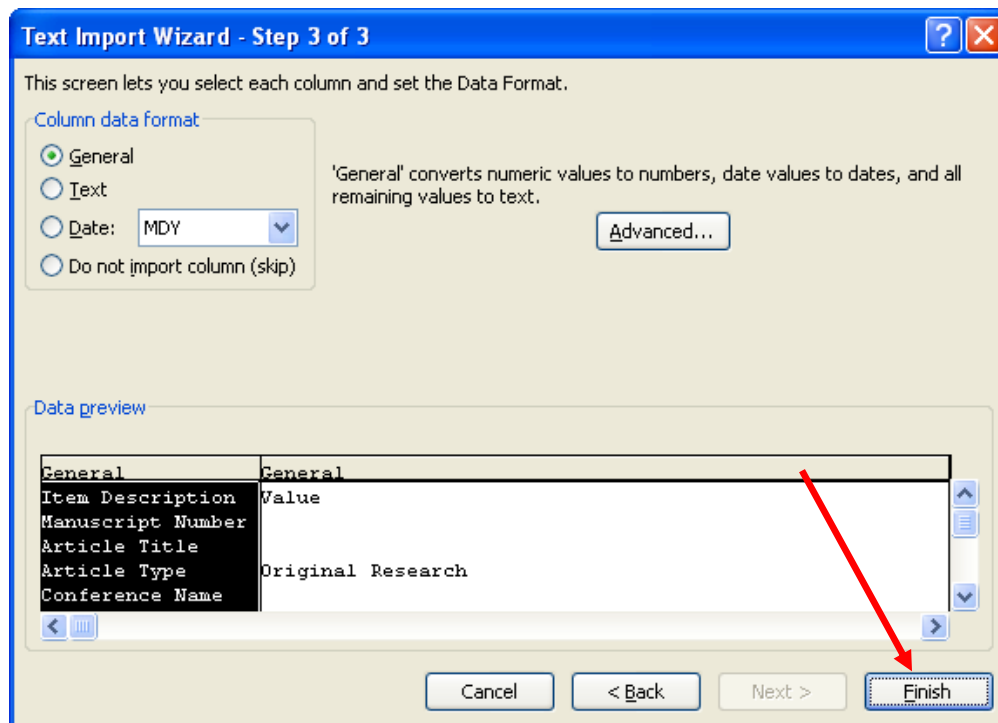 Text Import Wizard - Step 3 of 3
This screen lets you select each column and set the Data Format.
Column data format
General
Text
Date: MDY
Do not import column (skip)
'General' converts numeric values to numbers, date values to dates, and all
remaining values to text.
Advanced...
Data preview
General General
Item Description Value
Manuscript Number
Article Title
Article Type Original Research
Conference Name
Cancel < Back Next > Finish